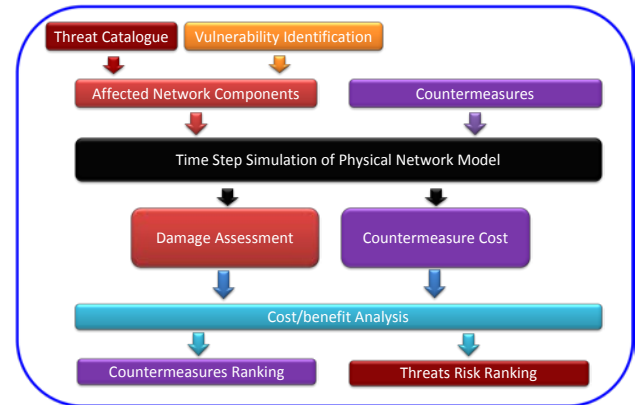 Threat Catalogue
Vulnerability Identification
Affected Network Components
Countermeasures
Time Step Simulation of Physical Network Model
Damage Assessment
Countermeasure Cost
Cost/benefit Analysis
Countermeasures Ranking
Threats Risk Ranking